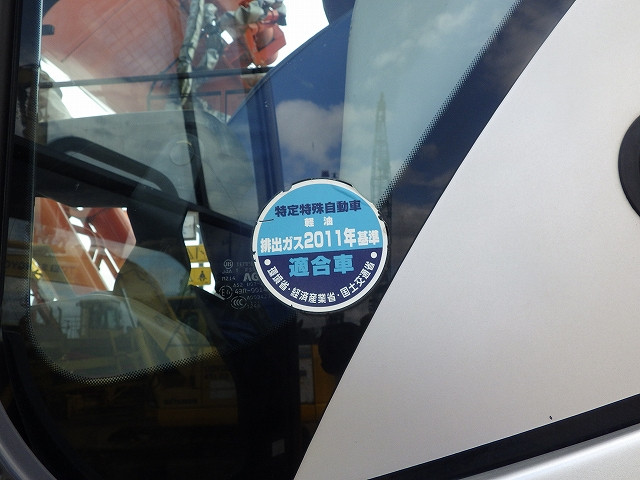 特定特殊自動車
軽油
排出ガス2011年基準
適合車
・環境省・経済産業省・国土交通省・